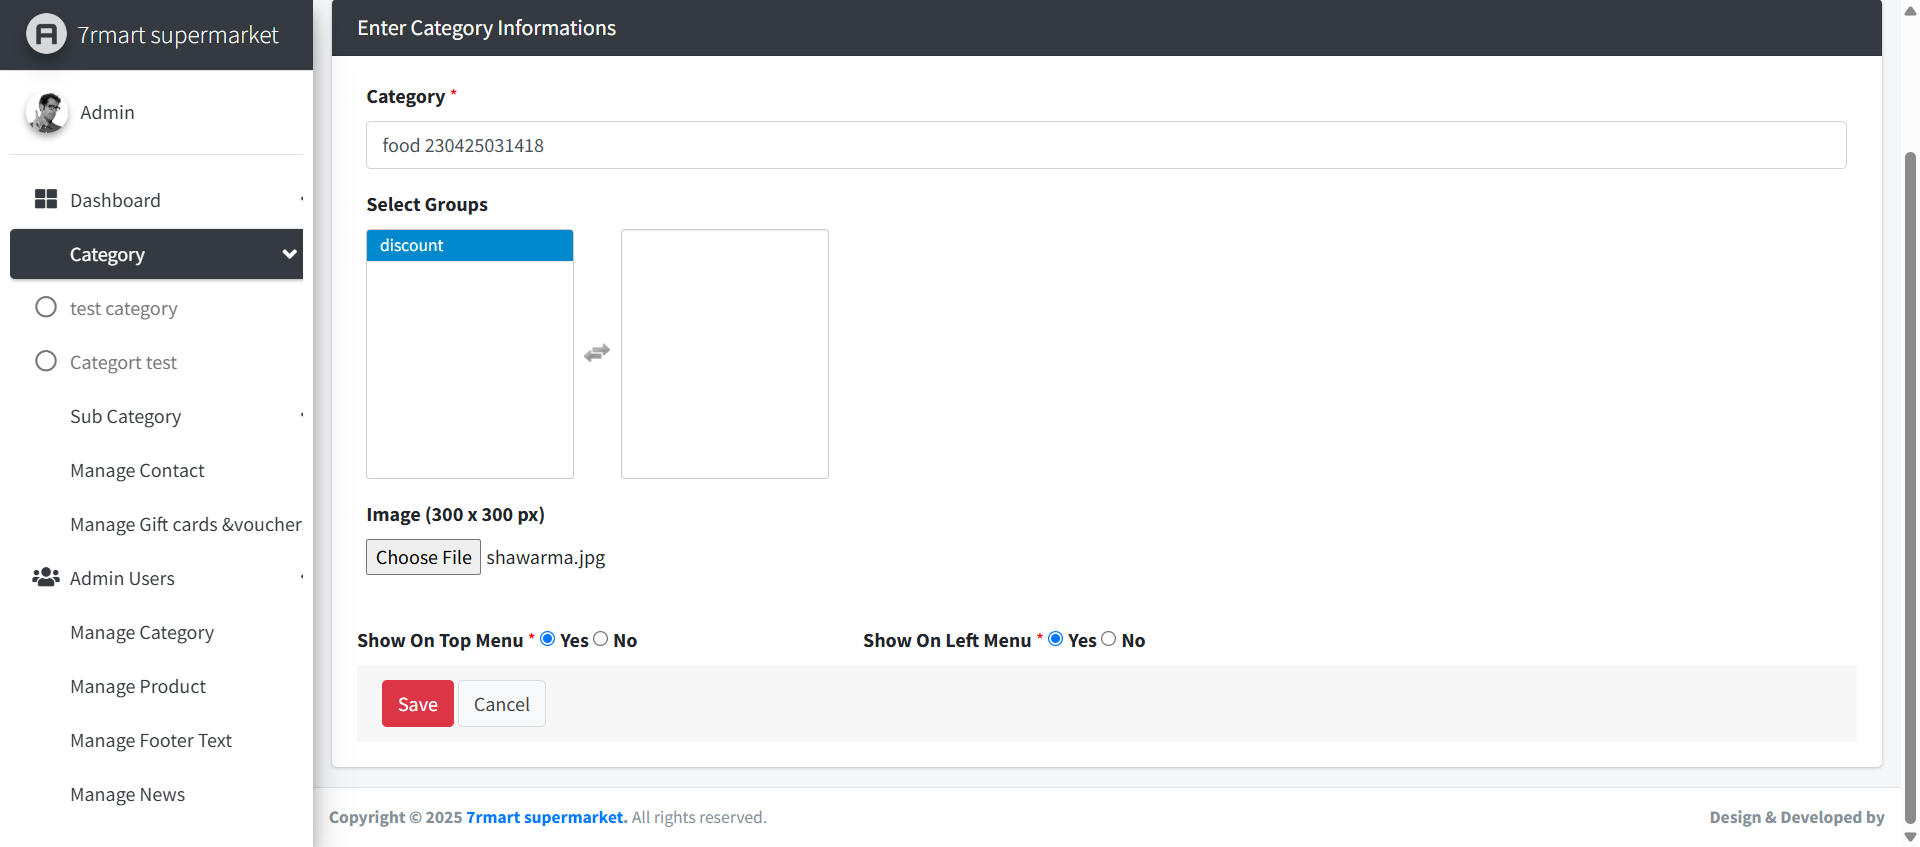 7rmart supermarket
Admin
Dashboard
Category
test category
Categort test
Sub Category
Manage Contact
Manage Gift cards &voucher
Admin Users
Manage Category
Manage Product
Manage Footer Text
Manage News
Enter Category Informations
Category *
food 230425031418
Select Groups
discount
Image (300 x 300 px)
Choose File shawarma.jpg
Show On Top Menu * Yes No
Show On Left Menu * Yes No
Save Cancel
Copyright © 2025 7rmart supermarket. All rights reserved.
Design & Developed by